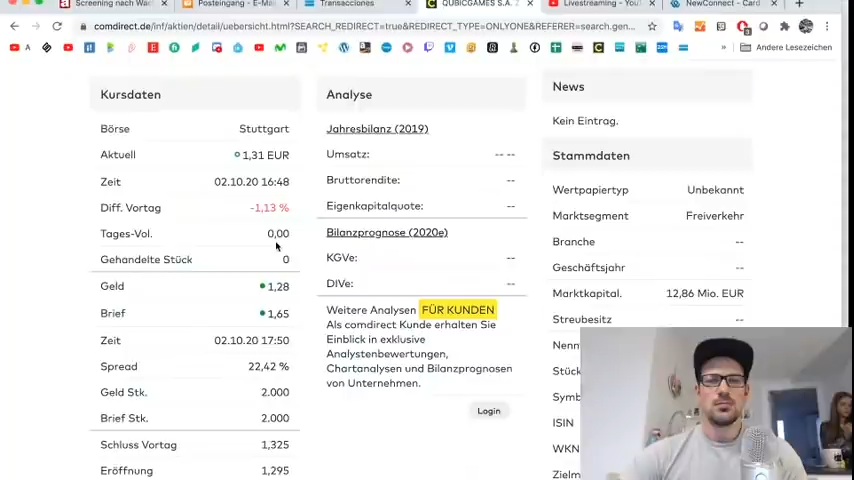 Screening nach Wac
Posteingang - E-Mai
Transacciones
QUBICGAMES S.A. Z
Livestreaming - YouT
NewConnect - Card
comdirect.de/inf/aktien/detail/uebersicht.html?SEARCH_REDIRECT=true&REDIRECT_TYPE=ONLYONE&REFERER=search.gen...
Andere Lesezeichen
Kursdaten
Börse Stuttgart
Aktuell 1,31 EUR
Zeit 02.10.20 16:48
Diff. Vortag -1,13 %
Tages-Vol. 0,00
Gehandelte Stück 0
Geld 1,28
Brief 1,65
Zeit 02.10.20 17:50
Spread 22,42 %
Geld Stk. 2.000
Brief Stk. 2.000
Schluss Vortag 1,325
Eröffnung 1,295
Analyse
Jahresbilanz (2019)
Umsatz: -- --
Bruttorendite: --
Eigenkapitalquote: --
Bilanzprognose (2020e)
KGVe: --
DIVe: --
Weitere Analysen FÜR KUNDEN
Als comdirect Kunde erhalten Sie
Einblick in exklusive
Analystenbewertungen,
Chartanalysen und Bilanzprognosen
von Unternehmen.
Login
News
Kein Eintrag.
Stammdaten
Wertpapiertyp Unbekannt
Marktsegment Freiverkehr
Branche --
Geschäftsjahr --
Marktkapital. 12,86 Mio. EUR
Streubesitz --
Nenn
Stück
Symb
ISIN
WKN
Zielm